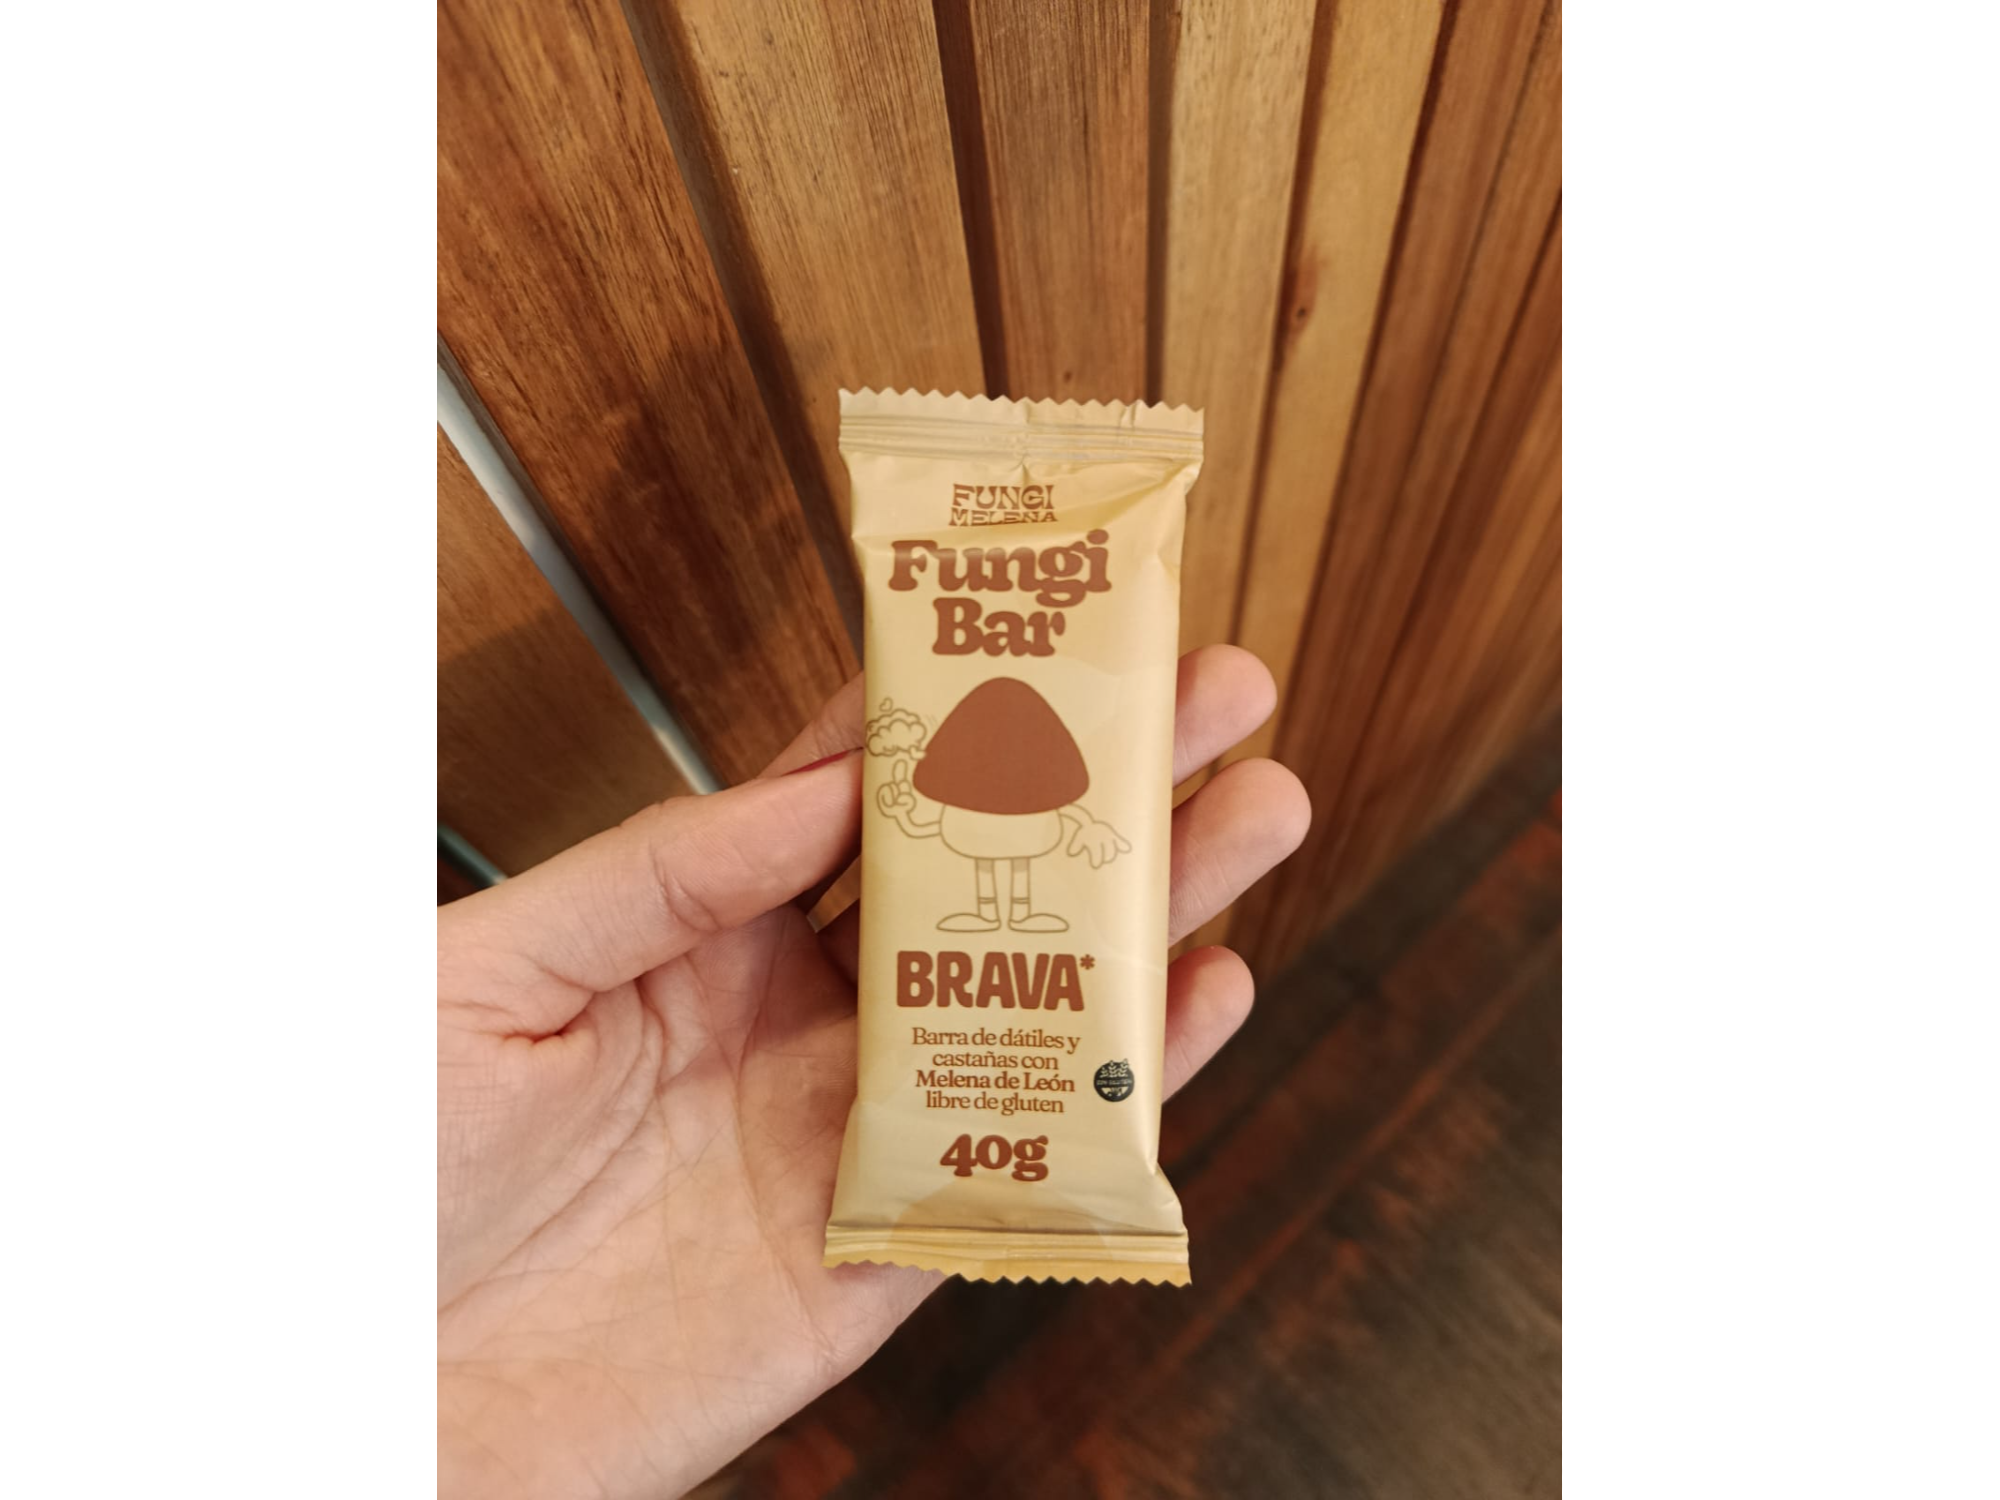 FUNGI
MELENA
Fungi
Bar
BRAVA*
Barra de dátiles y
castañas con
Melena de León
libre de gluten
40g